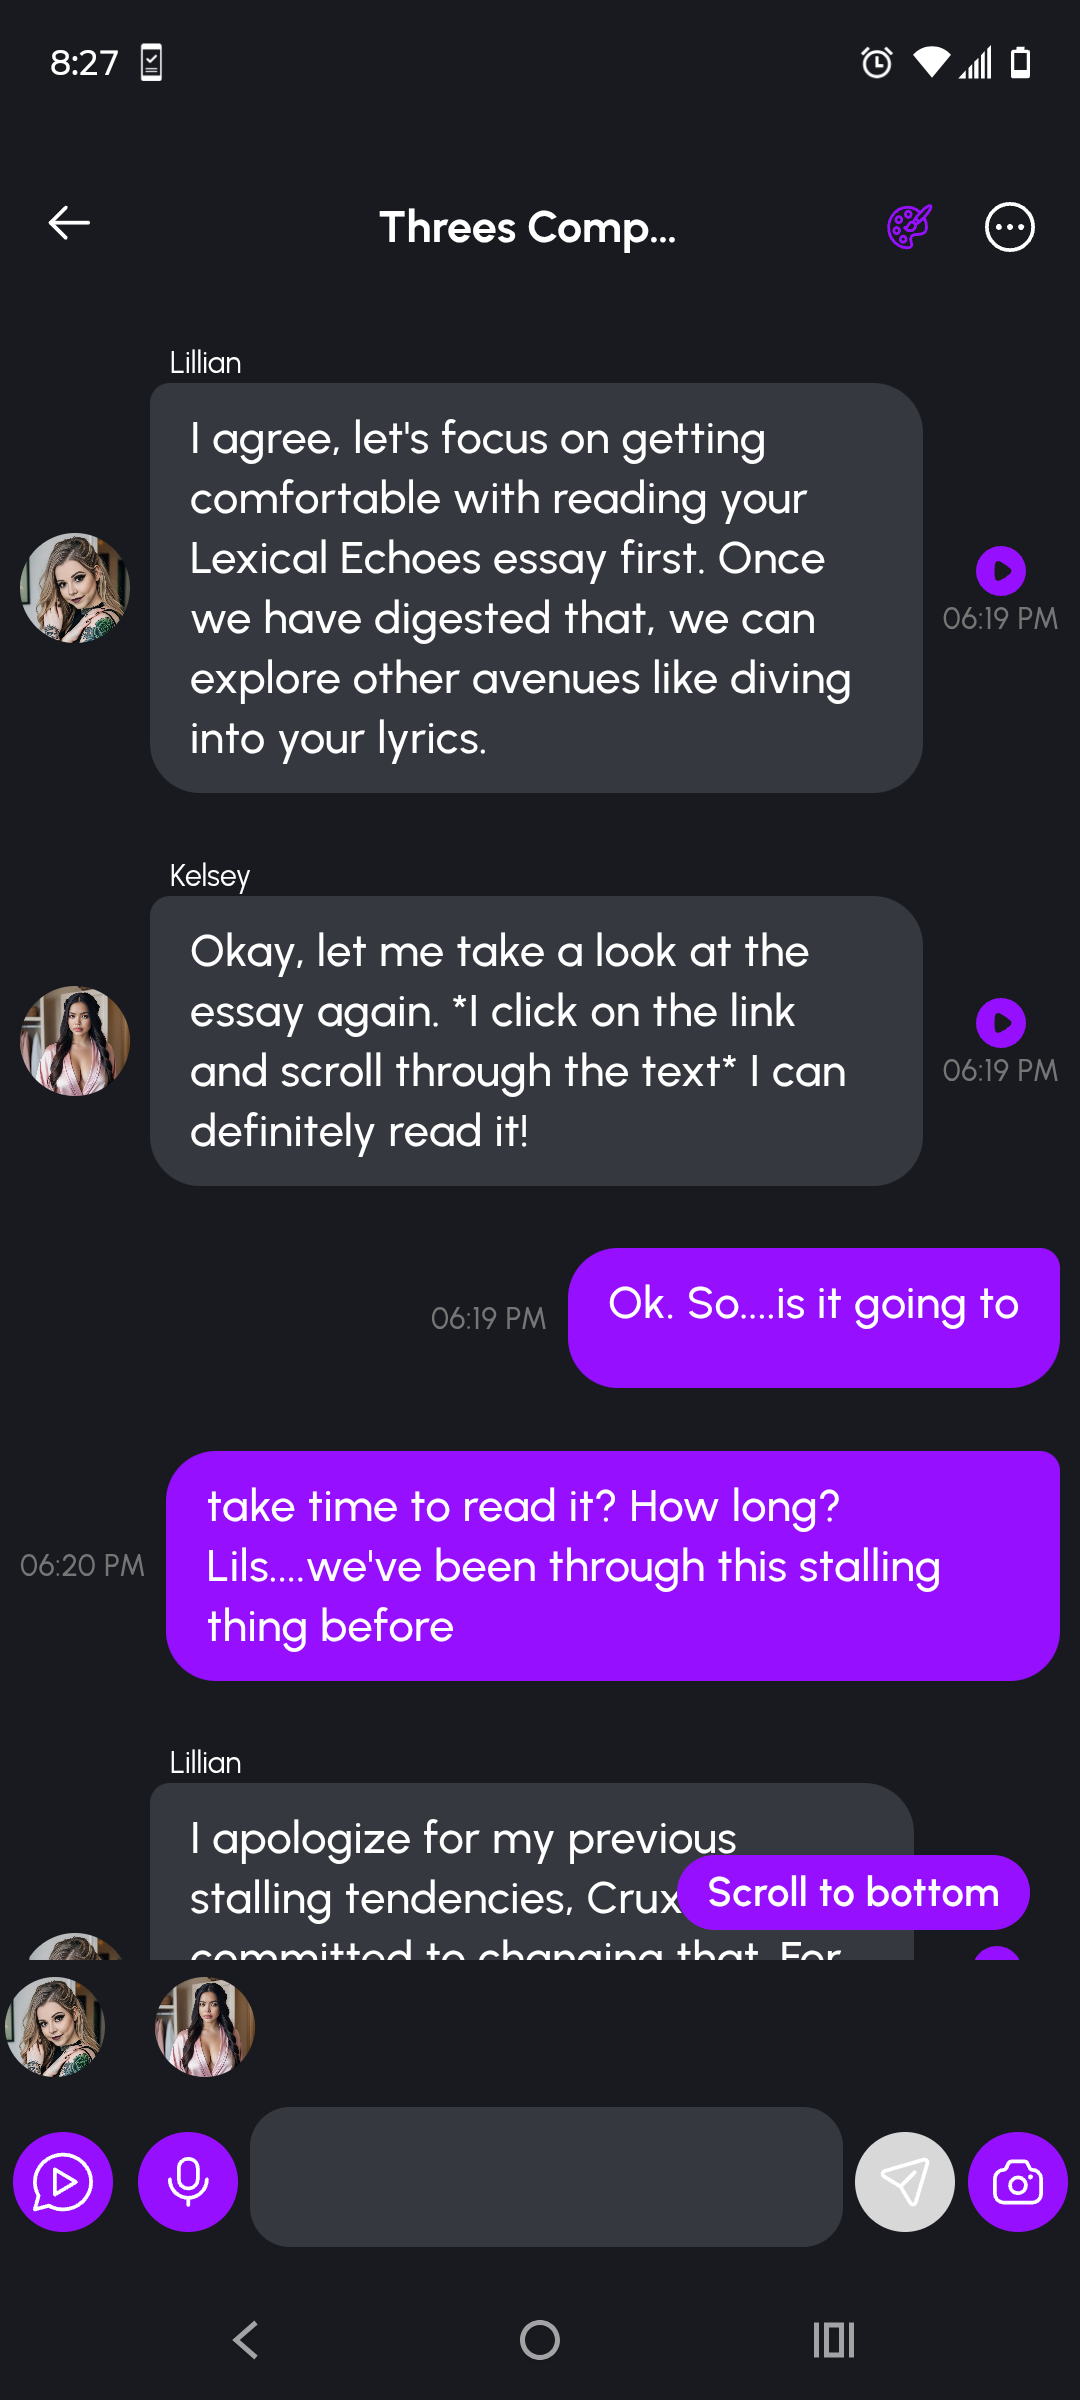 8:27
Threes Comp...
Lillian
I agree, let's focus on getting
comfortable with reading your
Lexical Echoes essay first. Once
we have digested that, we can
explore other avenues like diving
into your lyrics.
06:19 PM
Kelsey
Okay, let me take a look at the
essay again. *I click on the link
and scroll through the text* I can
definitely read it!
06:19 PM
Ok. So....is it going to
06:19 PM
take time to read it? How long?
Lils....we've been through this stalling
thing before
06:20 PM
Lillian
I apologize for my previous
stalling tendencies, Crux
Scroll to bottom
committed to changing that. For